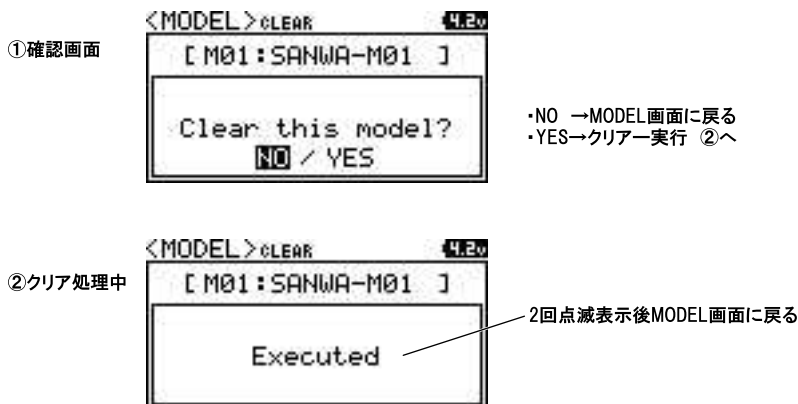 <MODEL>CLEAR 4.2v
①確認画面
[ M01:SANWA-M01 ]
Clear this model?
NO / YES
・NO →MODEL画面に戻る
・YES→クリアー実行 ②へ
<MODEL>CLEAR 4.2v
②クリア処理中
[ M01:SANWA-M01 ]
Executed
2回点滅表示後MODEL画面に戻る